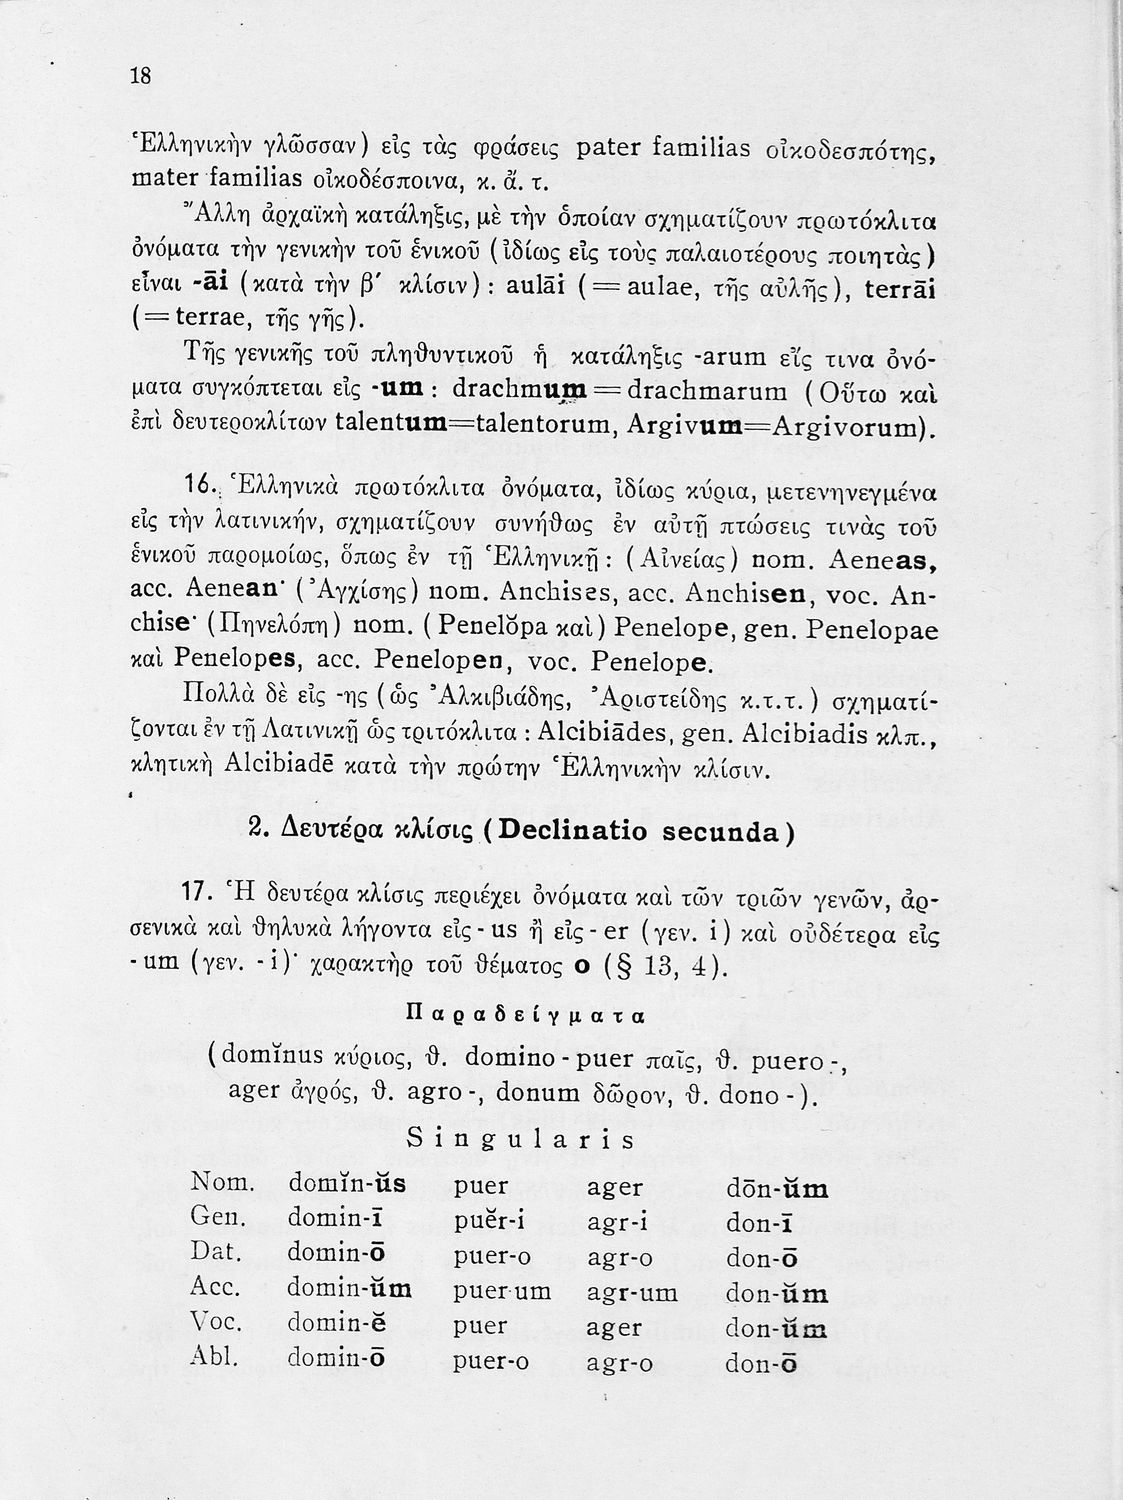 18
Ἑλληνικὴν γλῶσσαν) εἰς τὰς φράσεις pater familias οἰκοδεσπότης,
mater familias οἰκοδέσποινα, κ. ἄ. τ.
Ἄλλη ἀρχαϊκὴ κατάληξις, μὲ τὴν ὁποίαν σχηματίζουν πρωτόκλιτα
ὀνόματα τὴν γενικὴν τοῦ ἑνικοῦ (ἰδίως εἰς τοὺς παλαιοτέρους ποιητὰς)
εἶναι -āi (κατὰ τὴν β΄ κλίσιν): aulāi (=aulae, τῆς αὐλῆς), terrāi
(=terrae, τῆς γῆς).
Τῆς γενικῆς τοῦ πληθυντικοῦ ἡ κατάληξις -arum εἴς τινα ὀνό-
ματα συγκόπτεται εἰς -um: drachmum=drachmarum (Οὕτω καὶ
ἐπὶ δευτεροκλίτων talentum=talentorum, Argivum=Argivorum).
16. Ἑλληνικὰ πρωτόκλιτα ὀνόματα, ἰδίως κύρια, μετενηνεγμένα
εἰς τὴν λατινικήν, σχηματίζουν συνήθως ἐν αὐτῇ πτώσεις τινὰς τοῦ
ἑνικοῦ παρομοίως, ὅπως ἐν τῇ Ἑλληνικῇ: (Αἰνείας) nom. Aeneas,
acc. Aenean· (Ἀγχίσης) nom. Anchises, acc. Anchisen, voc. An-
chise· (Πηνελόπη) nom. (Penelŏpa καὶ) Penelope, gen. Penelopae
καὶ Penelopes, acc. Penelopen, voc. Penelope.
Πολλὰ δὲ εἰς -ης (ὡς Ἀλκιβιάδης, Ἀριστείδης κ.τ.τ.) σχηματί-
ζονται ἐν τῇ Λατινικῇ ὡς τριτόκλιτα: Alcibiādes, gen. Alcibiadis κλπ.,
κλητικὴ Alcibiadē κατὰ τὴν πρώτην Ἑλληνικὴν κλίσιν.
2. Δευτέρα κλίσις (Declinatio secunda)
17. Ἡ δευτέρα κλίσις περιέχει ὀνόματα καὶ τῶν τριῶν γενῶν, ἀρ-
σενικὰ καὶ θηλυκὰ λήγοντα εἰς -us ἢ εἰς -er (γεν. i) καὶ οὐδέτερα εἰς
-um (γεν. -i)· χαρακτὴρ τοῦ θέματος o (§ 13, 4).
Παραδείγματα
(domĭnus κύριος, θ. domino - puer παῖς, θ. puero -,
ager ἀγρός, θ. agro -, donum δῶρον, θ. dono -).
Singularis
Nom. domĭn-ŭs puer ager dōn-ŭm
Gen. domin-ī puĕr-i agr-i don-ī
Dat. domin-ō puer-o agr-o don-ō
Acc. domin-ŭm puer-um agr-um don-ŭm
Voc. domin-ĕ puer ager don-ŭm
Abl. domin-ō puer-o agr-o don-ō